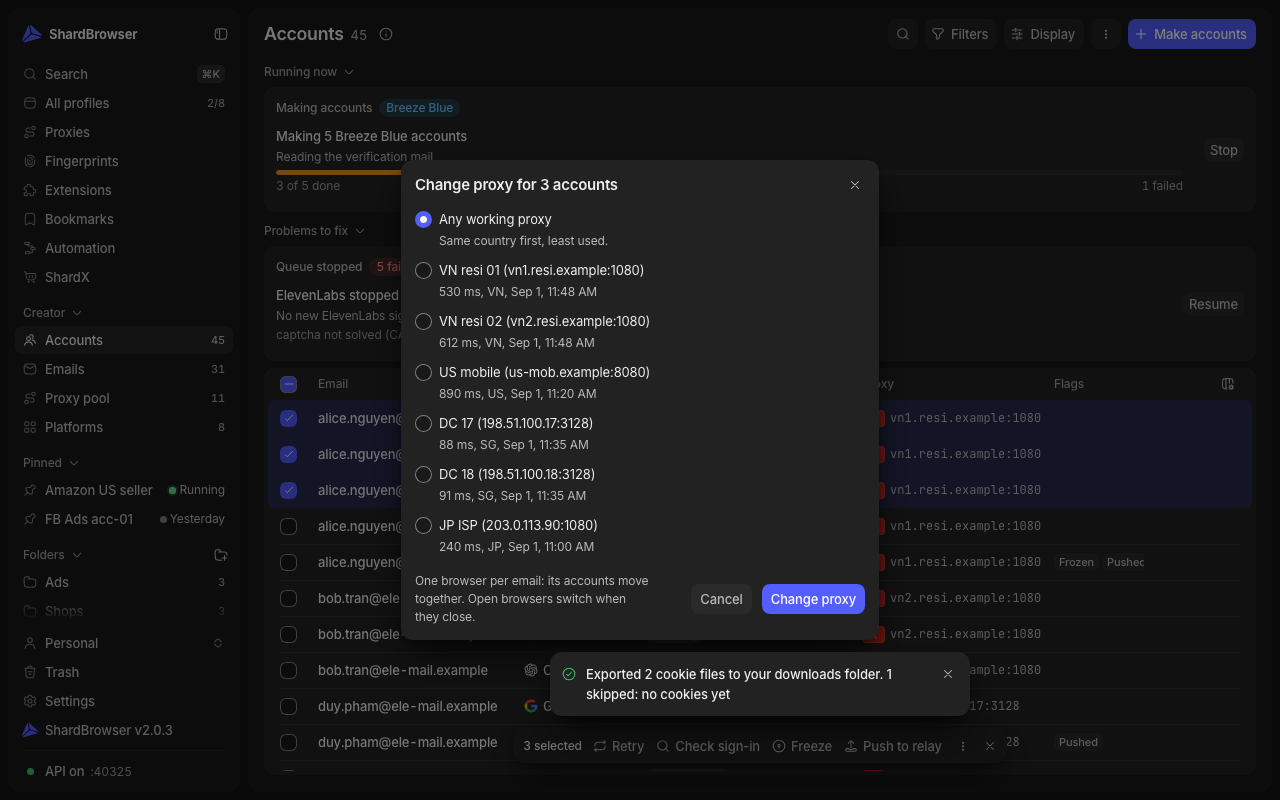 ShardBrowser
Search ⌘K
All profiles 2/8
Proxies
Fingerprints
Extensions
Bookmarks
Automation
ShardX
Creator
Accounts 45
Emails 31
Proxy pool 11
Platforms 8
Pinned
Amazon US seller Running
FB Ads acc-01 Yesterday
Folders
Ads 3
Shops 3
Personal
Trash
Settings
ShardBrowser v2.0.3
API on :40325
Accounts 45
Filters
Display
Make accounts
Running now
Making accounts Breeze Blue
Making 5 Breeze Blue accounts
Reading the verification mail
3 of 5 done
1 failed
Stop
Problems to fix
Queue stopped 5 fai
ElevenLabs stopped
No new ElevenLabs sig
captcha not solved (CA
Resume
Email
xy
Flags
alice.nguyen@ vn1.resi.example:1080
alice.nguyen@ vn1.resi.example:1080
alice.nguyen@ vn1.resi.example:1080
alice.nguyen@ vn1.resi.example:1080
alice.nguyen@ vn1.resi.example:1080 Frozen Pushec
bob.tran@ele- vn2.resi.example:1080
bob.tran@ele- vn2.resi.example:1080
bob.tran@ele-mail.example ample:1080
duy.pham@ele-mail.example G 17:3128
duy.pham@ele-mail.example 28 Pushed
Change proxy for 3 accounts
Any working proxy
Same country first, least used.
VN resi 01 (vn1.resi.example:1080)
530 ms, VN, Sep 1, 11:48 AM
VN resi 02 (vn2.resi.example:1080)
612 ms, VN, Sep 1, 11:48 AM
US mobile (us-mob.example:8080)
890 ms, US, Sep 1, 11:20 AM
DC 17 (198.51.100.17:3128)
88 ms, SG, Sep 1, 11:35 AM
DC 18 (198.51.100.18:3128)
91 ms, SG, Sep 1, 11:35 AM
JP ISP (203.0.113.90:1080)
240 ms, JP, Sep 1, 11:00 AM
One browser per email: its accounts move
together. Open browsers switch when
they close.
Cancel
Change proxy
Exported 2 cookie files to your downloads folder. 1
skipped: no cookies yet
3 selected Retry Check sign-in Freeze Push to relay